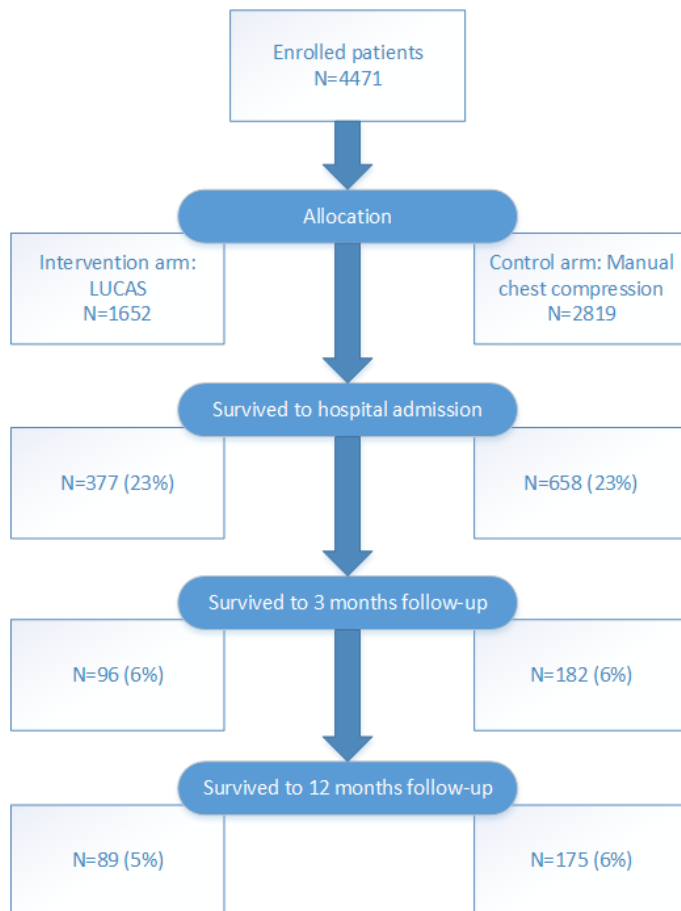 Enrolled patients
N=4471
Allocation
Intervention arm:
LUCAS
N=1652
Control arm: Manual
chest compression
N=2819
Survived to hospital admission
N=377 (23%)
N=658 (23%)
Survived to 3 months follow-up
N=96 (6%)
N=182 (6%)
Survived to 12 months follow-up
N=89 (5%)
N=175 (6%)